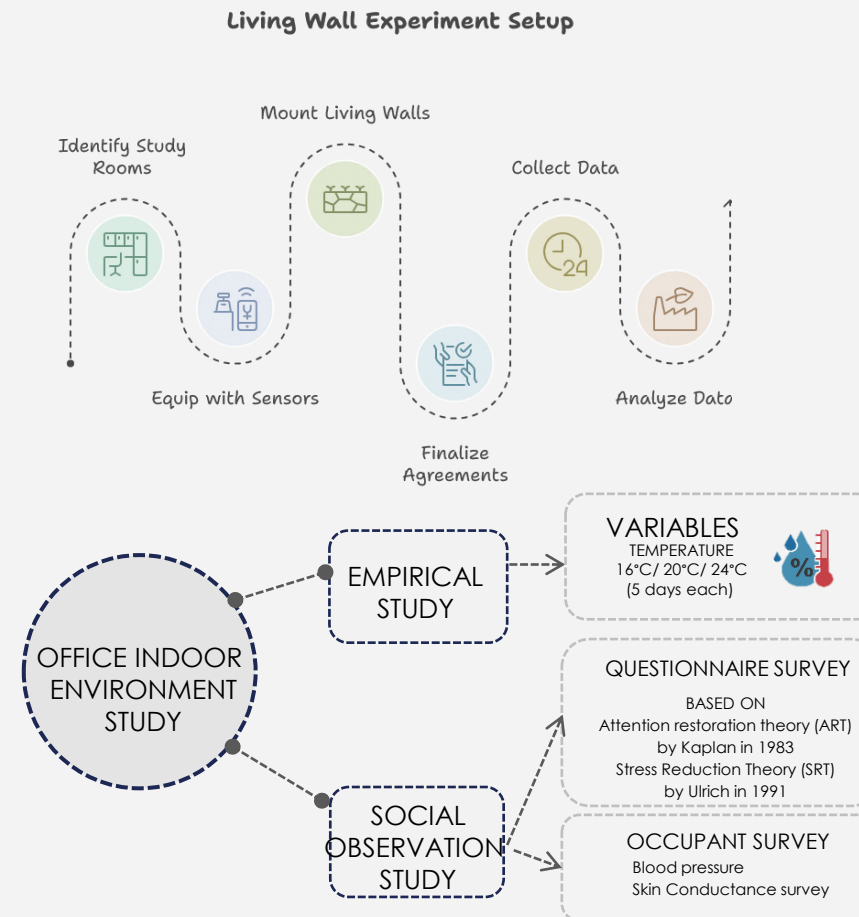 Living Wall Experiment Setup
Mount Living Walls
Identify Study
Rooms
Collect Data
24
¥
Equip with Sensors
Analyze Data
Finalize
Agreements
VARIABLES
TEMPERATURE
16°C/ 20°C/ 24°C
(5 days each)
%
EMPIRICAL
STUDY
OFFICE INDOOR
ENVIRONMENT
STUDY
QUESTIONNAIRE SURVEY
BASED ON
Attention restoration theory (ART)
by Kaplan in 1983
Stress Reduction Theory (SRT)
by Ulrich in 1991
SOCIAL
OBSERVATION
STUDY
OCCUPANT SURVEY
Blood pressure
Skin Conductance survey